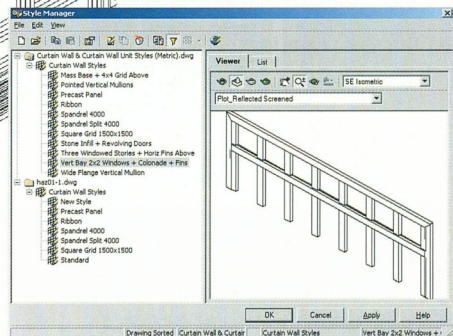 Style Manager
File Edit View
Curtain Wall & Curtain Wall Unit Styles (Metric).dwg
Curtain Wall Styles
Mass Base + 4x4 Grid Above
Pointed Vertical Mullions
Precast Panel
Ribbon
Spandrel 4000
Spandrel Split 4000
Square Grid 1500x1500
Stone Infill + Revolving Doors
Three Windowed Stories + Horiz Fins Above
Vert Bay 2x2 Windows + Colonade + Fins
Wide Flange Vertical Mullion
haz01-1.dwg
Curtain Wall Styles
New Style
Precast Panel
Ribbon
Spandrel 4000
Spandrel Split 4000
Square Grid 1500x1500
Standard
Viewer List
SE Isometric
Plot_Reflected Screened
OK Cancel Apply Help
Drawing Sorted Curtain Wall & Curtair Curtain Wall Styles Vert Bay 2x2 Windows +